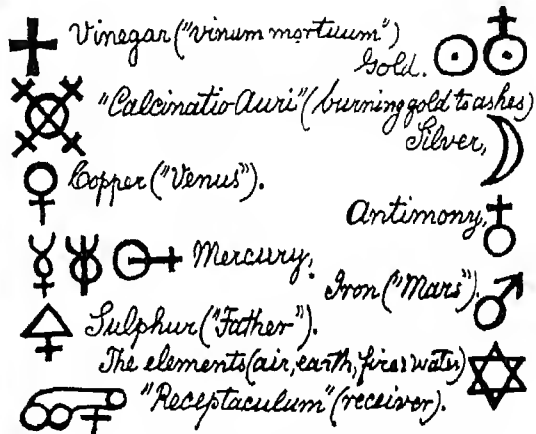 Vinegar ("vinum mortuum")
Gold.
"Calcinatio Auri" (burning gold to ashes)
Silver,
Copper ("Venus").
Antimony,
Mercury,
Iron ("Mars").
Sulphur ("Father").
The elements (air, earth, fire & water)
"Receptaculum" (receiver).